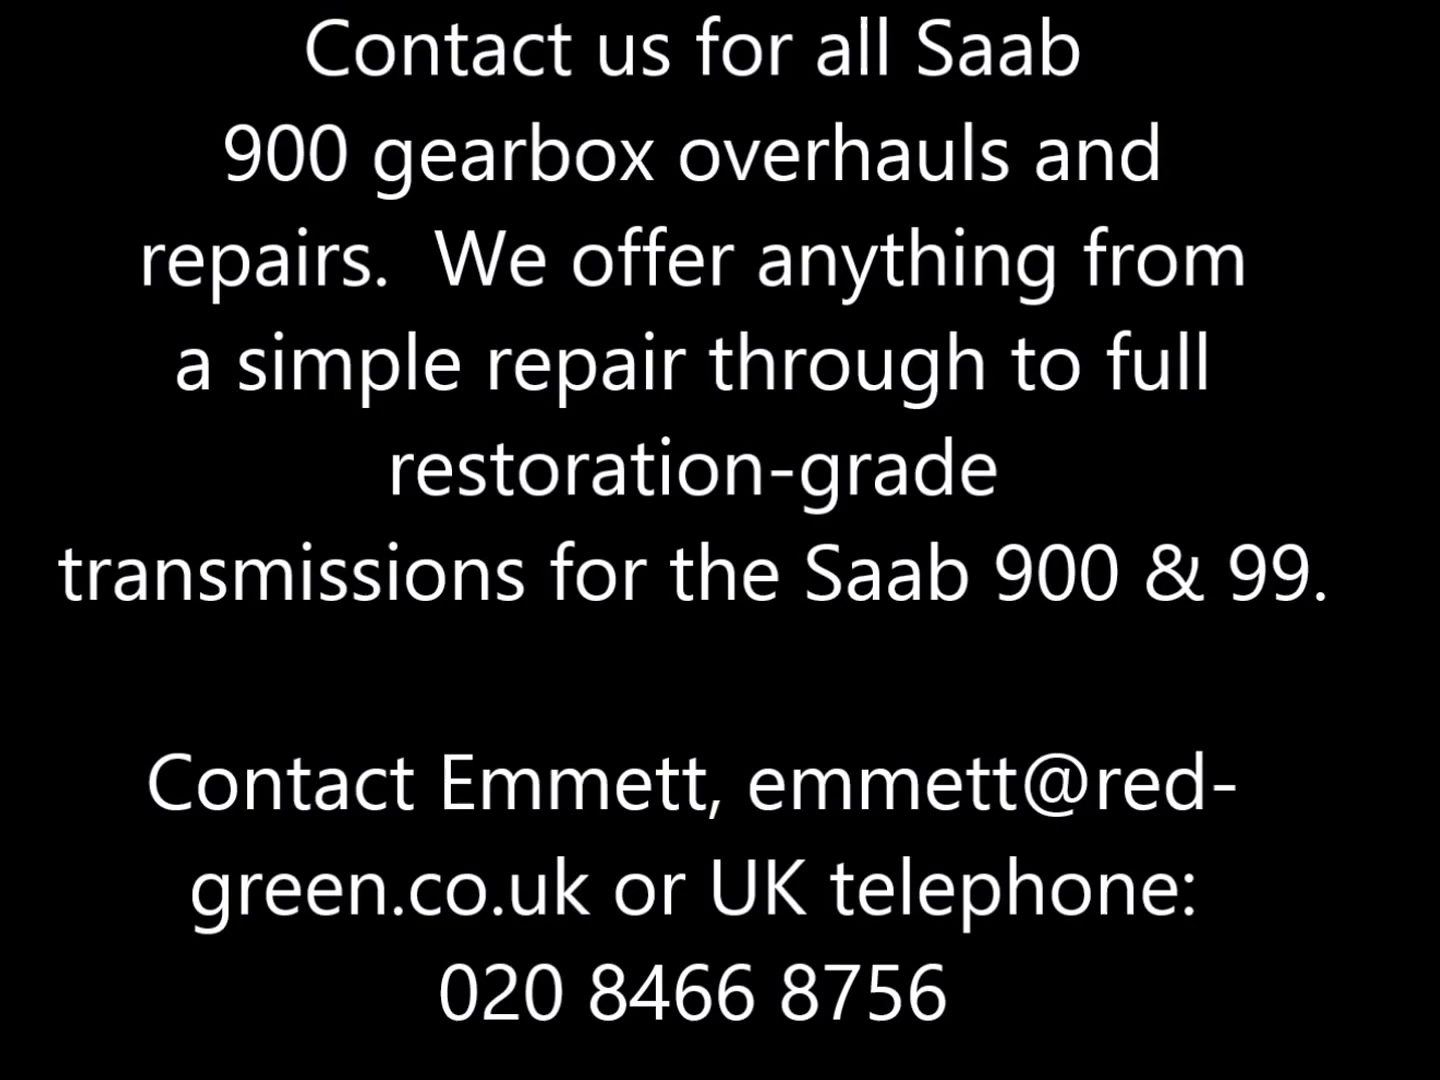 Contact us for all Saab
900 gearbox overhauls and
repairs.  We offer anything from
a simple repair through to full
restoration-grade
transmissions for the Saab 900 & 99.
Contact Emmett, emmett@red-
green.co.uk or UK telephone:
020 8466 8756